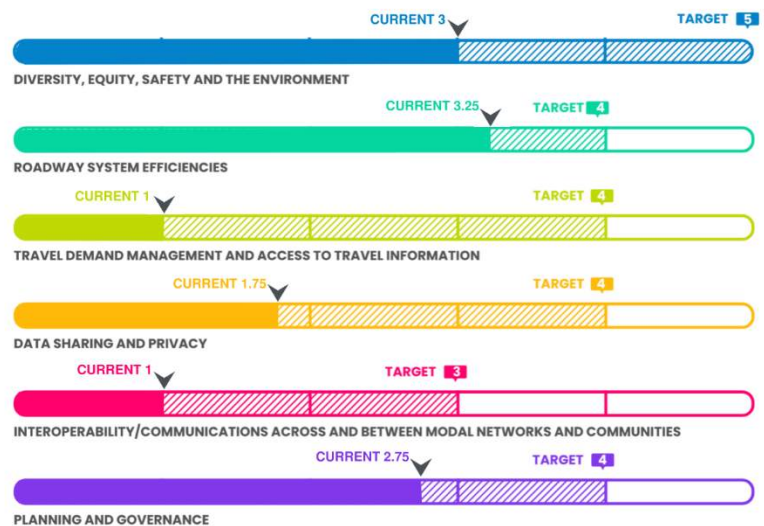 CURRENT 3 TARGET 5
DIVERSITY, EQUITY, SAFETY AND THE ENVIRONMENT
CURRENT 3.25 TARGET 4
ROADWAY SYSTEM EFFICIENCIES
CURRENT 1 TARGET 4
TRAVEL DEMAND MANAGEMENT AND ACCESS TO TRAVEL INFORMATION
CURRENT 1.75 TARGET 4
DATA SHARING AND PRIVACY
CURRENT 1 TARGET 3
INTEROPERABILITY/COMMUNICATIONS ACROSS AND BETWEEN MODAL NETWORKS AND COMMUNITIES
CURRENT 2.75 TARGET 4
PLANNING AND GOVERNANCE